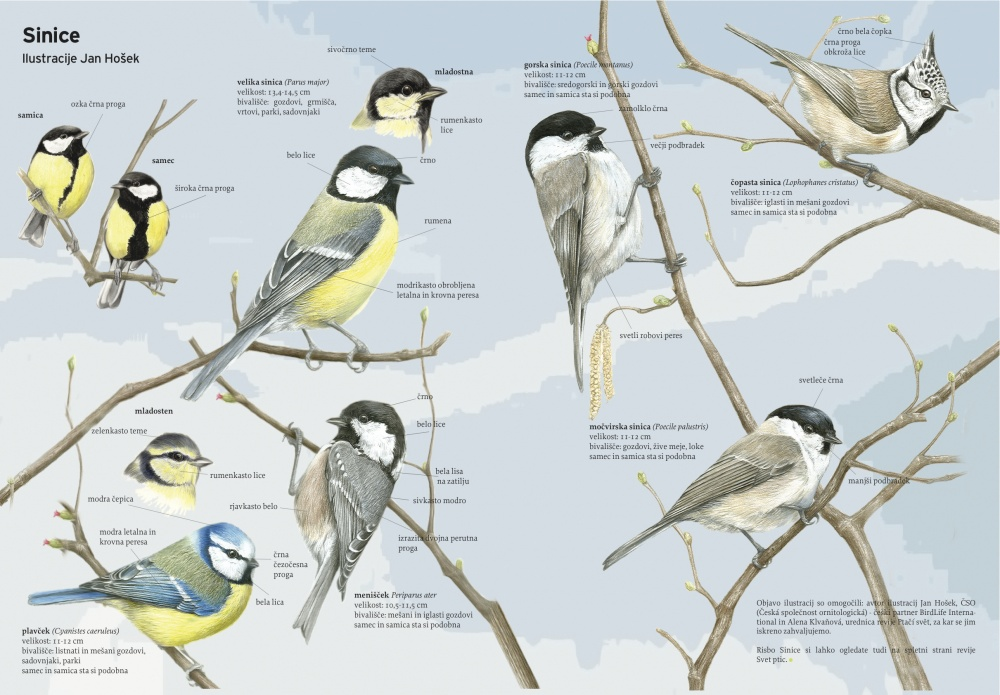 Sinice
Ilustracije Jan Hošek
samica
ozka črna proga
samec
široka črna proga
velika sinica (Parus major)
velikost: 13,4-14,5 cm
bivališče: gozdovi, grmišča,
vrtovi, parki, sadovnjaki
sivočrno teme
mladostna
rumenkasto
lice
belo lice
črno
rumena
modrikasto obrobljena
letalna in krovna peresa
gorska sinica (Poecile montanus)
velikost: 11-12 cm
bivališče: sredogorski in gorski gozdovi
samec in samica sta si podobna
zamolklo črna
večji podbradek
svetli robovi peres
črno bela čopka
črna proga
obkroža lice
čopasta sinica (Lophophanes cristatus)
velikost: 11-12 cm
bivališče: iglasti in mešani gozdovi
samec in samica sta si podobna
mladosten
zelenkasto teme
rumenkasto lice
modra čepica
modra letalna in
krovna peresa
črna
čezočesna
proga
bela lica
plavček (Cyanistes caeruleus)
velikost: 11-12 cm
bivališče: listnati in mešani gozdovi,
sadovnjaki, parki
samec in samica sta si podobna
črno
belo lice
bela lisa
na zatilju
sivkasto modro
rjavkasto belo
izrazita dvojna perutna
proga
menišček Periparus ater
velikost: 10,5-11,5 cm
bivališče: mešani in iglasti gozdovi
samec in samica sta si podobna
močvirska sinica (Poecile palustris)
velikost: 11-12 cm
bivališče: gozdovi, žive meje, loke
samec in samica sta si podobna
svetleče črna
manjši podbradek
Objavo ilustracij so omogočili: avtor ilustracij Jan Hošek, ČSO
(Česká společnost ornitologická) - češki partner BirdLife Interna-
tional in Alena Klvaňová, urednica revije Ptačí svět, za kar se jim
iskreno zahvaljujemo.
Risbo Sinice si lahko ogledate tudi na spletni strani revije
Svet ptic.